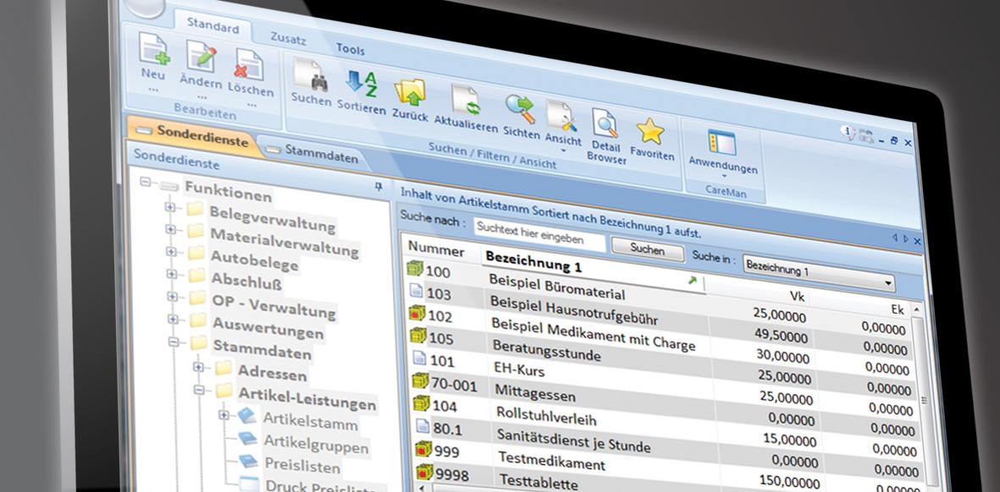 Standard Zusatz Tools
Neu ... Ändern ... Löschen ... Suchen Sortieren Zurück Aktualiseren Sichten Ansicht Detail Browser Favoriten Anwendungen
Bearbeiten Suchen / Filtern / Ansicht CareMan
Sonderdienste Stammdaten
Sonderdienste
Funktionen
Belegverwaltung
Materialverwaltung
Autobelege
Abschluß
OP - Verwaltung
Auswertungen
Stammdaten
Adressen
Artikel-Leistungen
Artikelstamm
Artikelgruppen
Preislisten
Druck Preisliste
Inhalt von Artikelstamm Sortiert nach Bezeichnung 1 aufst.
Suche nach : Suchtext hier eingeben Suchen Suche in : Bezeichnung 1
Nummer Bezeichnung 1 Vk Ek
100 Beispiel Büromaterial 25,00000 0,00000
103 Beispiel Hausnotrufgebühr 49,50000 0,00000
102 Beispiel Medikament mit Charge 30,00000 0,00000
105 Beratungsstunde 25,00000 0,00000
101 EH-Kurs 25,00000 0,00000
70-001 Mittagessen 0,00000 0,00000
104 Rollstuhlverleih 15,00000 0,00000
80.1 Sanitätsdienst je Stunde 0,00000 0,00000
999 Testmedikament 150,00000 0,00000
9998 Testtablette